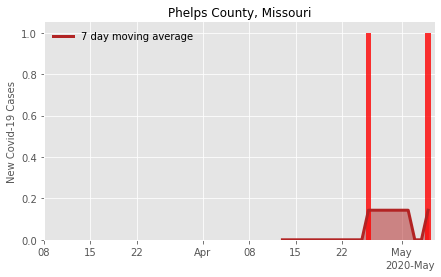 Phelps County, Missouri
7 day moving average
New Covid-19 Cases
1.0
0.8
0.6
0.4
0.2
0.0
08 15 22 Apr 08 15 22 May
2020-May